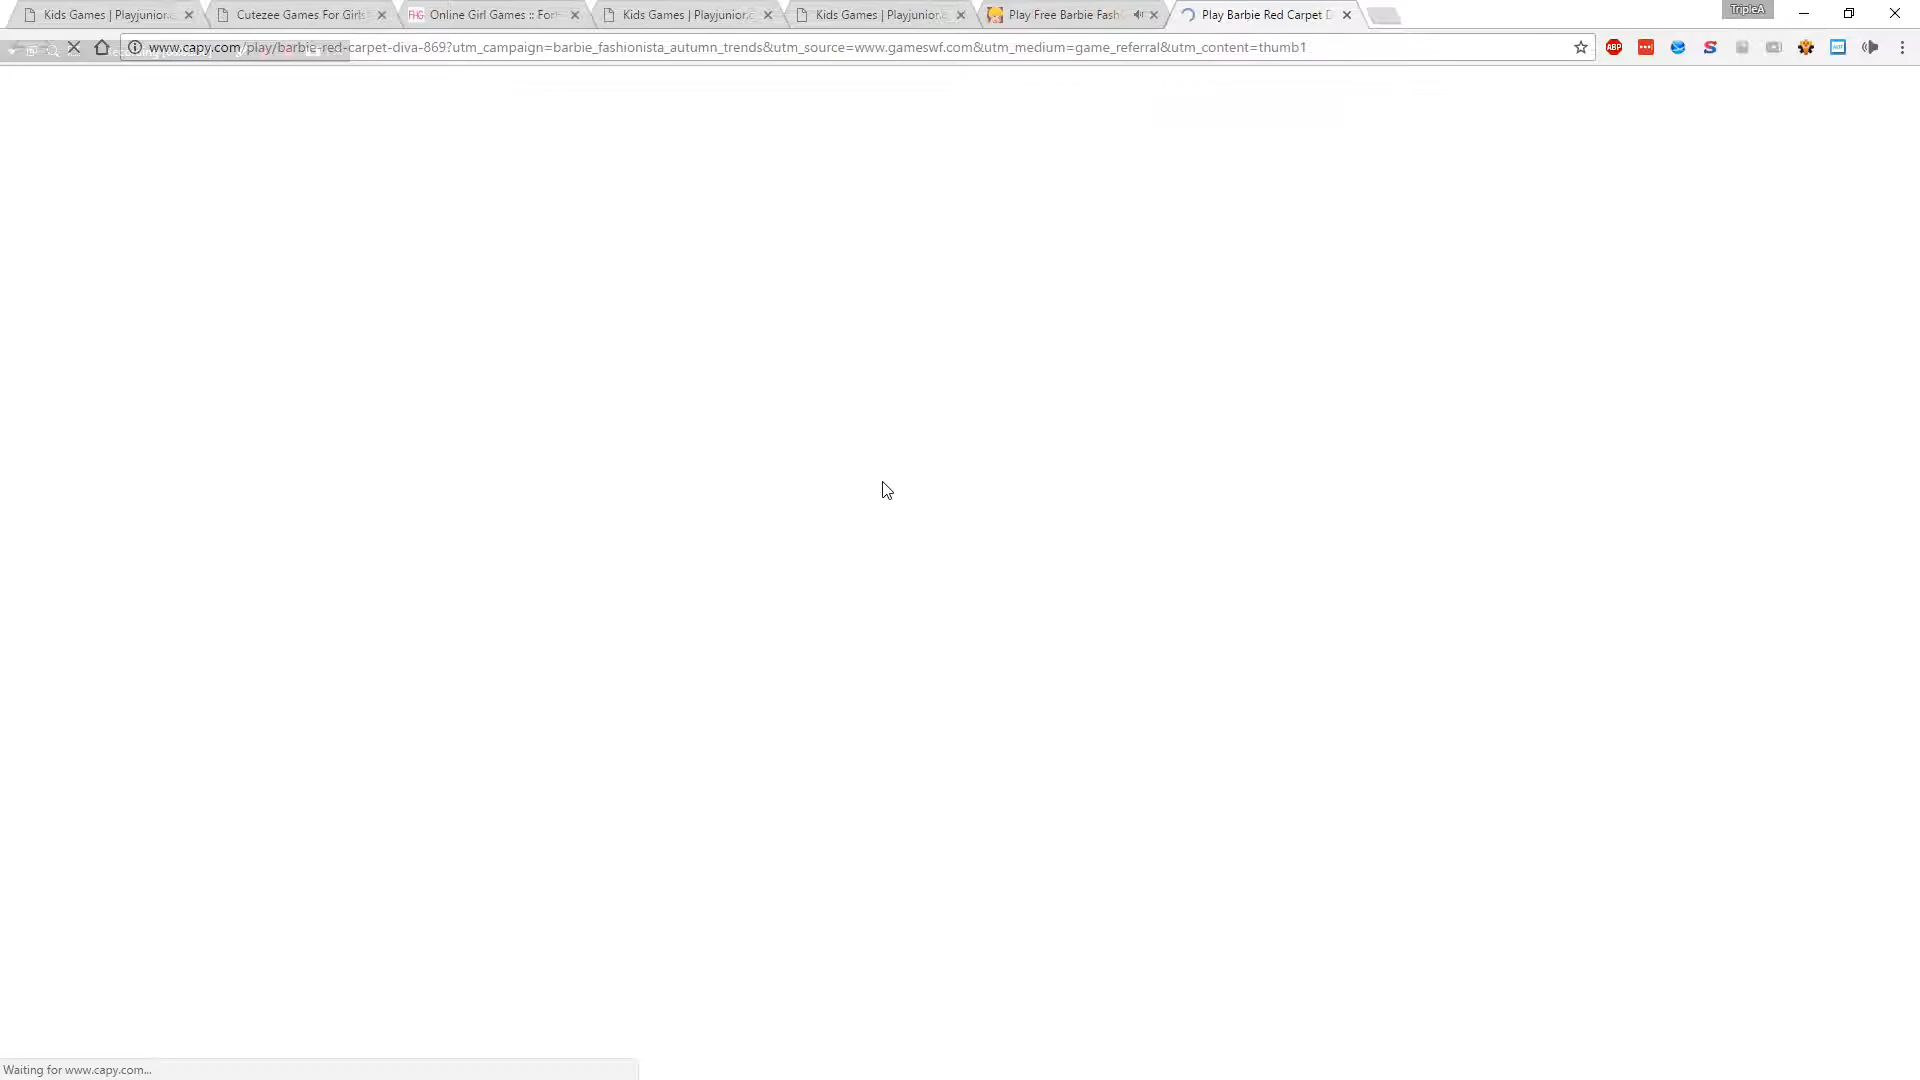 Kids Games | Playjunior.
Cutezee Games For Girls
FHG Online Girl Games :: For
Kids Games | Playjunior.
Kids Games | Playjunior.
Play Free Barbie Fash
Play Barbie Red Carpet D
TripleA
www.capy.com/play/barbie-red-carpet-diva-869?utm_campaign=barbie_fashionista_autumn_trends&utm_source=www.gameswf.com&utm_medium=game_referral&utm_content=thumb1
ABP
S
Waiting for www.capy.com...